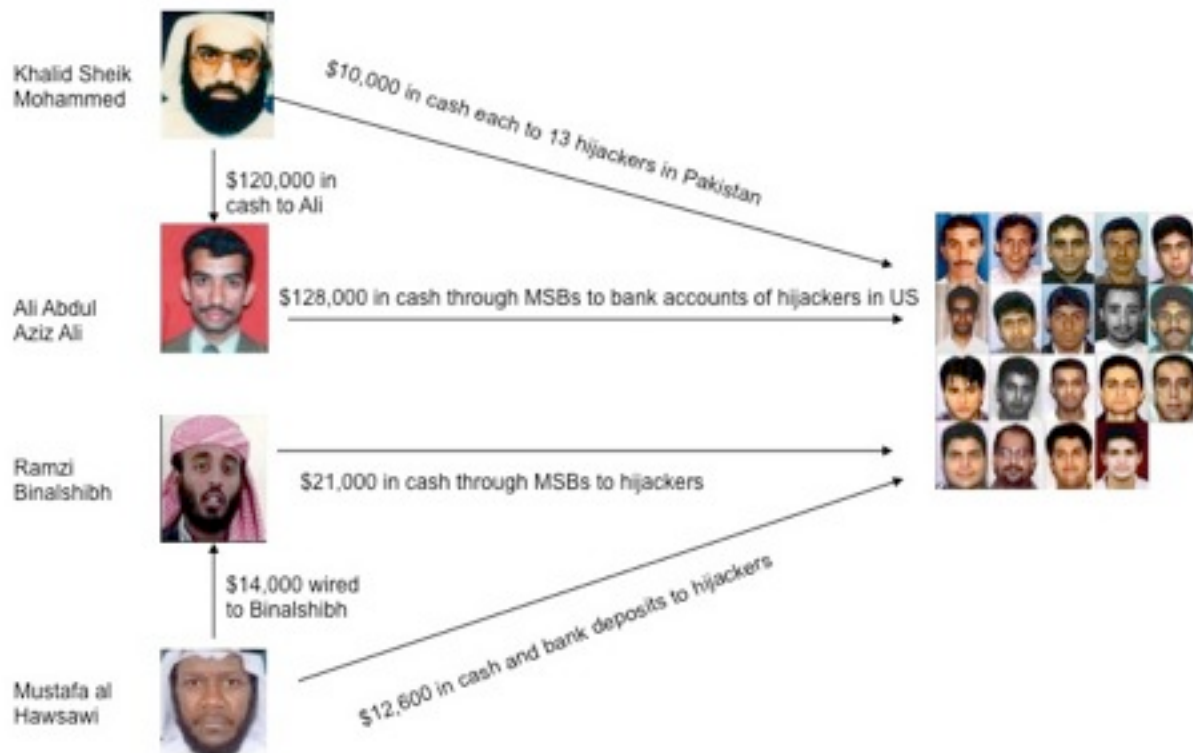 Khalid Sheik
Mohammed
$10,000 in cash each to 13 hijackers in Pakistan
$120,000 in
cash to Ali
Ali Abdul
Aziz Ali
$128,000 in cash through MSBs to bank accounts of hijackers in US
Ramzi
Binalshibh
$21,000 in cash through MSBs to hijackers
$14,000 wired
to Binalshibh
$12,600 in cash and bank deposits to hijackers
Mustafa al
Hawsawi